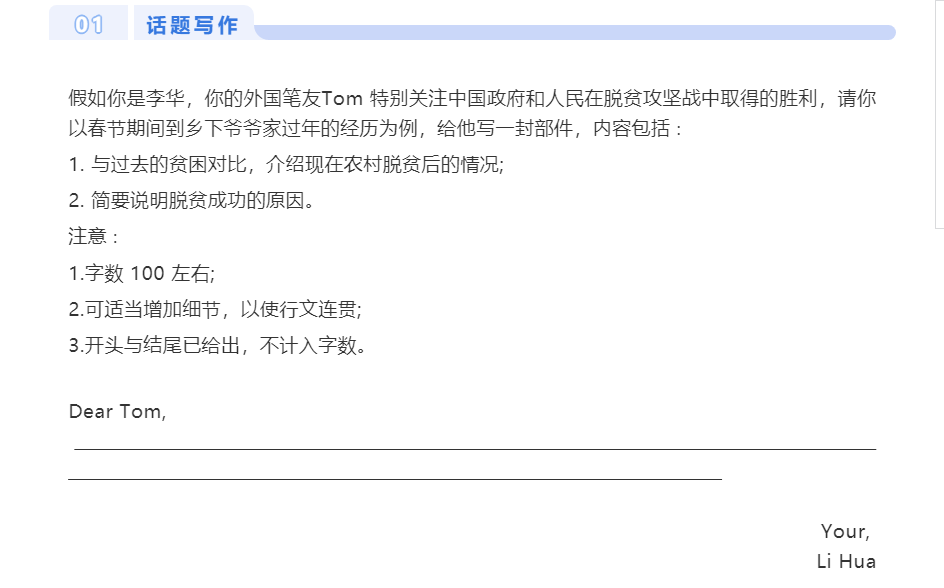 01 话题写作
假如你是李华，你的外国笔友Tom 特别关注中国政府和人民在脱贫攻坚战中取得的胜利，请你
以春节期间到乡下爷爷家过年的经历为例，给他写一封部件，内容包括：
1. 与过去的贫困对比，介绍现在农村脱贫后的情况;
2. 简要说明脱贫成功的原因。
注意：
1.字数 100 左右;
2.可适当增加细节，以使行文连贯;
3.开头与结尾已给出，不计入字数。
Dear Tom,
Your,
Li Hua